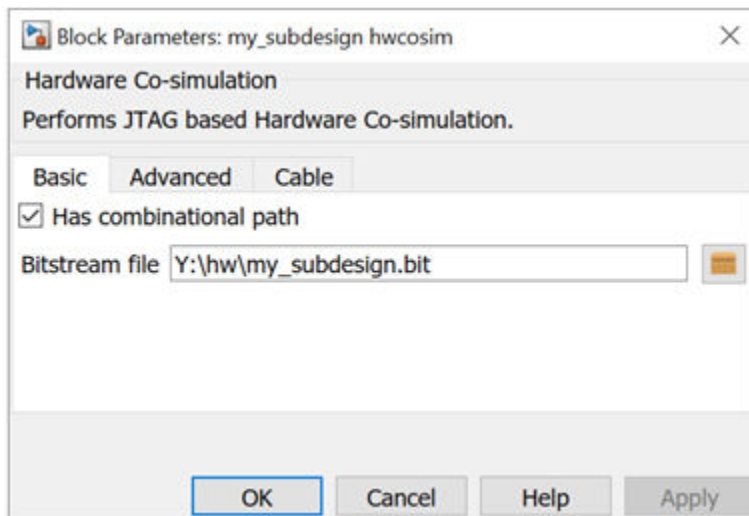 Block Parameters: my_subdesign hwcosim
Hardware Co-simulation
Performs JTAG based Hardware Co-simulation.
Basic Advanced Cable
Has combinational path
Bitstream file Y:\hw\my_subdesign.bit
OK Cancel Help Apply